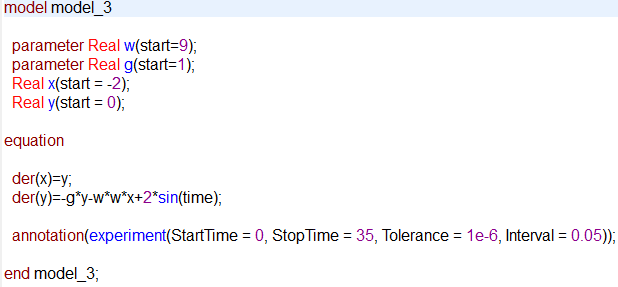 model model_3
parameter Real w(start=9);
parameter Real g(start=1);
Real x(start = -2);
Real y(start = 0);
equation
der(x)=y;
der(y)=-g*y-w*w*x+2*sin(time);
annotation(experiment(StartTime = 0, StopTime = 35, Tolerance = 1e-6, Interval = 0.05));
end model_3;